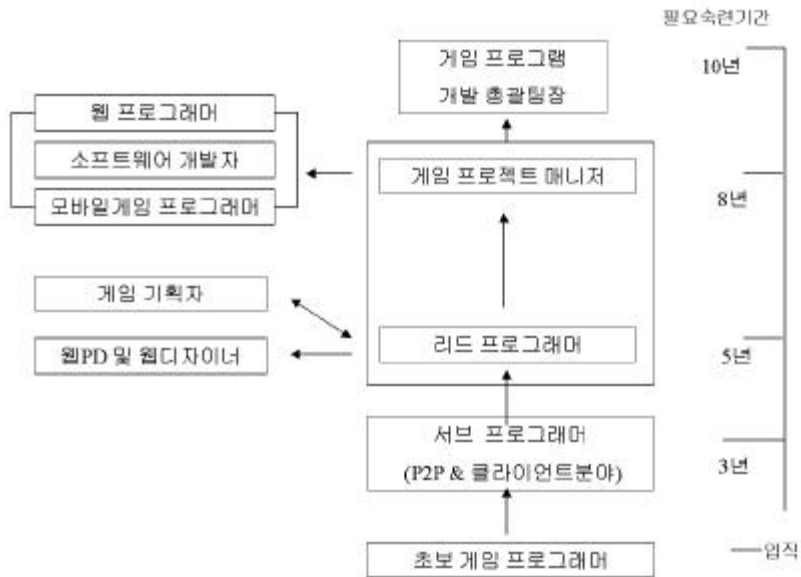 필요숙련기간
게임 프로그램
개발 총괄팀장
10년
웹 프로그래머
소프트웨어 개발자
모바일게임 프로그래머
게임 프로젝트 매니저
8년
게임 기획자
웹PD 및 웹디자이너
리드 프로그래머
5년
서브 프로그래머
(P2P & 클라이언트분야)
3년
초보 게임 프로그래머
입직